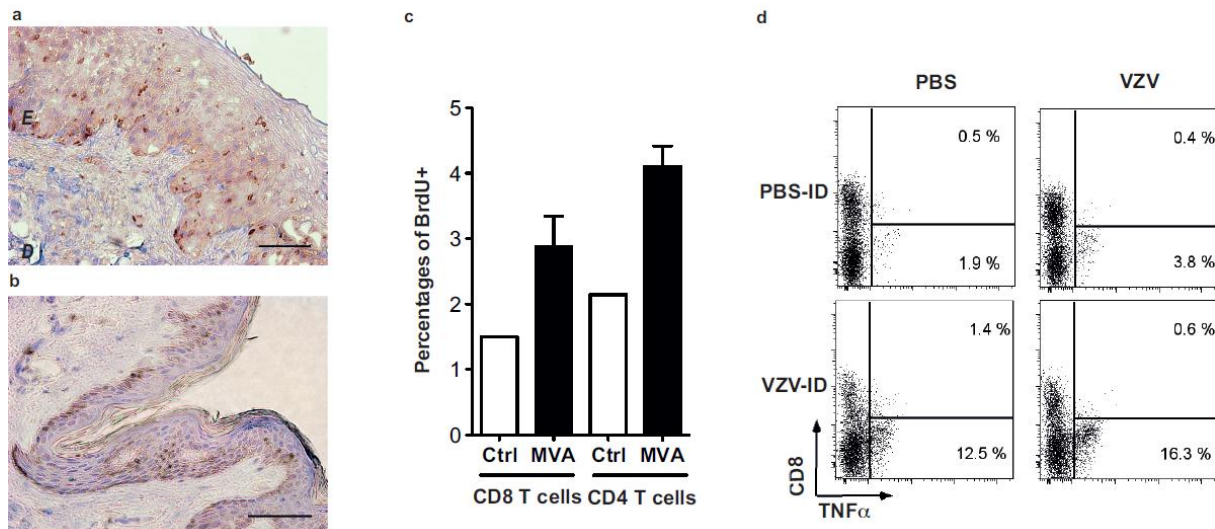 a
E
D
b
c
Percentages of BrdU+
5
4
3
2
1
0
Ctrl MVA Ctrl MVA
CD8 T cells CD4 T cells
d
PBS VZV
PBS-ID
0.5 % 0.4 %
1.9 % 3.8 %
VZV-ID
1.4 % 0.6 %
12.5 % 16.3 %
CD8
TNFα